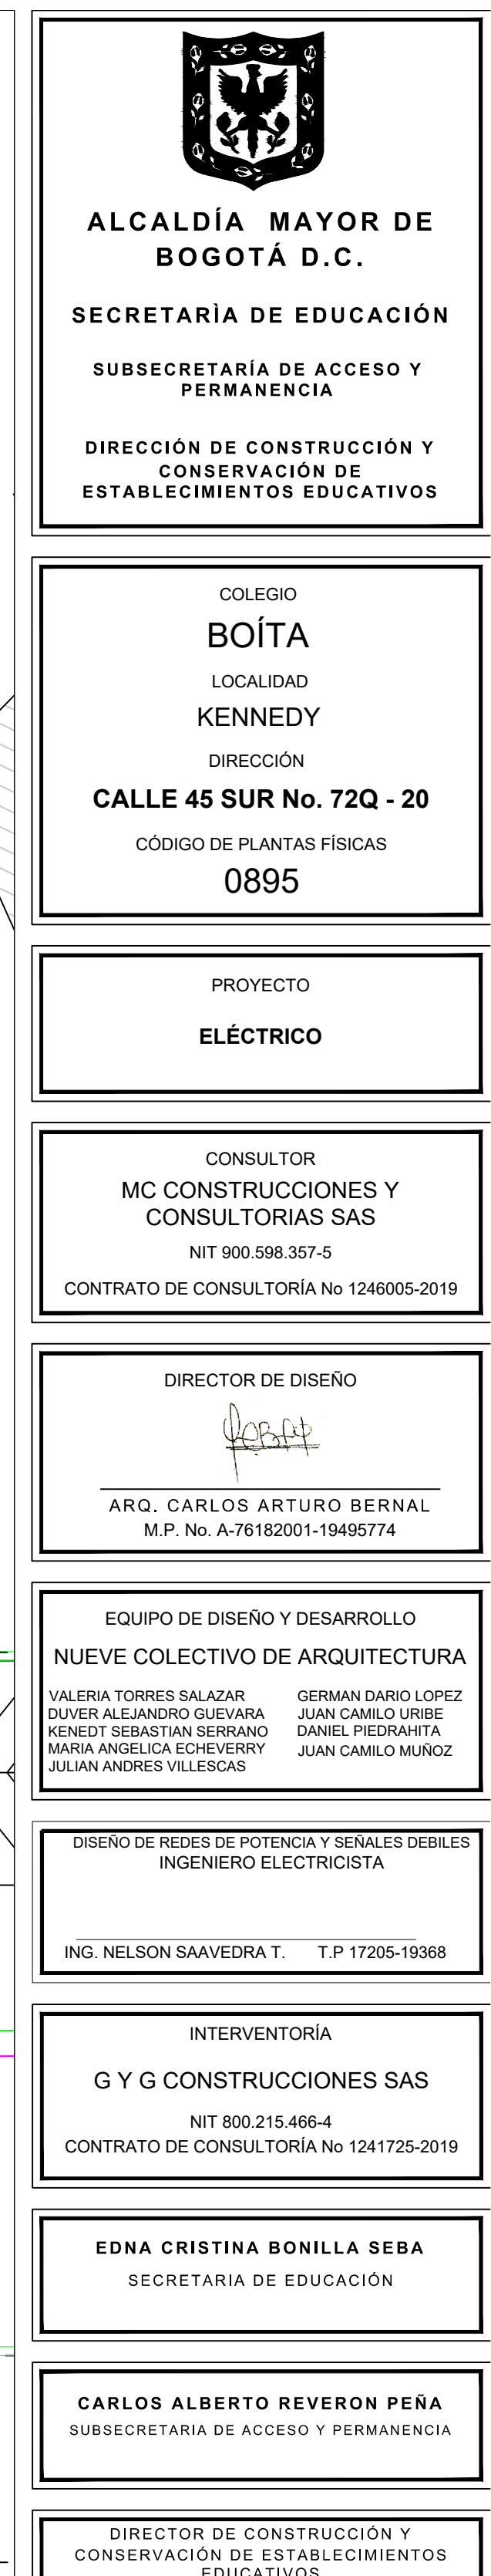 ALCALDÍA MAYOR DE
BOGOTÁ D.C.
SECRETARÌA DE EDUCACIÓN
SUBSECRETARÍA DE ACCESO Y
PERMANENCIA
DIRECCIÓN DE CONSTRUCCIÓN Y
CONSERVACIÓN DE
ESTABLECIMIENTOS EDUCATIVOS
COLEGIO
BOÍTA
LOCALIDAD
KENNEDY
DIRECCIÓN
CALLE 45 SUR No. 72Q - 20
CÓDIGO DE PLANTAS FÍSICAS
0895
PROYECTO
ELÉCTRICO
CONSULTOR
MC CONSTRUCCIONES Y
CONSULTORIAS SAS
NIT 900.598.357-5
CONTRATO DE CONSULTORÍA No 1246005-2019
DIRECTOR DE DISEÑO
ARQ. CARLOS ARTURO BERNAL
M.P. No. A-76182001-19495774
EQUIPO DE DISEÑO Y DESARROLLO
NUEVE COLECTIVO DE ARQUITECTURA
VALERIA TORRES SALAZAR
DUVER ALEJANDRO GUEVARA
KENEDT SEBASTIAN SERRANO
MARIA ANGELICA ECHEVERRY
JULIAN ANDRES VILLESCAS
GERMAN DARIO LOPEZ
JUAN CAMILO URIBE
DANIEL PIEDRAHITA
JUAN CAMILO MUÑOZ
DISEÑO DE REDES DE POTENCIA Y SEÑALES DEBILES
INGENIERO ELECTRICISTA
ING. NELSON SAAVEDRA T. T.P 17205-19368
INTERVENTORÍA
G Y G CONSTRUCCIONES SAS
NIT 800.215.466-4
CONTRATO DE CONSULTORÍA No 1241725-2019
EDNA CRISTINA BONILLA SEBA
SECRETARIA DE EDUCACIÓN
CARLOS ALBERTO REVERON PEÑA
SUBSECRETARIA DE ACCESO Y PERMANENCIA
DIRECTOR DE CONSTRUCCIÓN Y
CONSERVACIÓN DE ESTABLECIMIENTOS
EDUCATIVOS